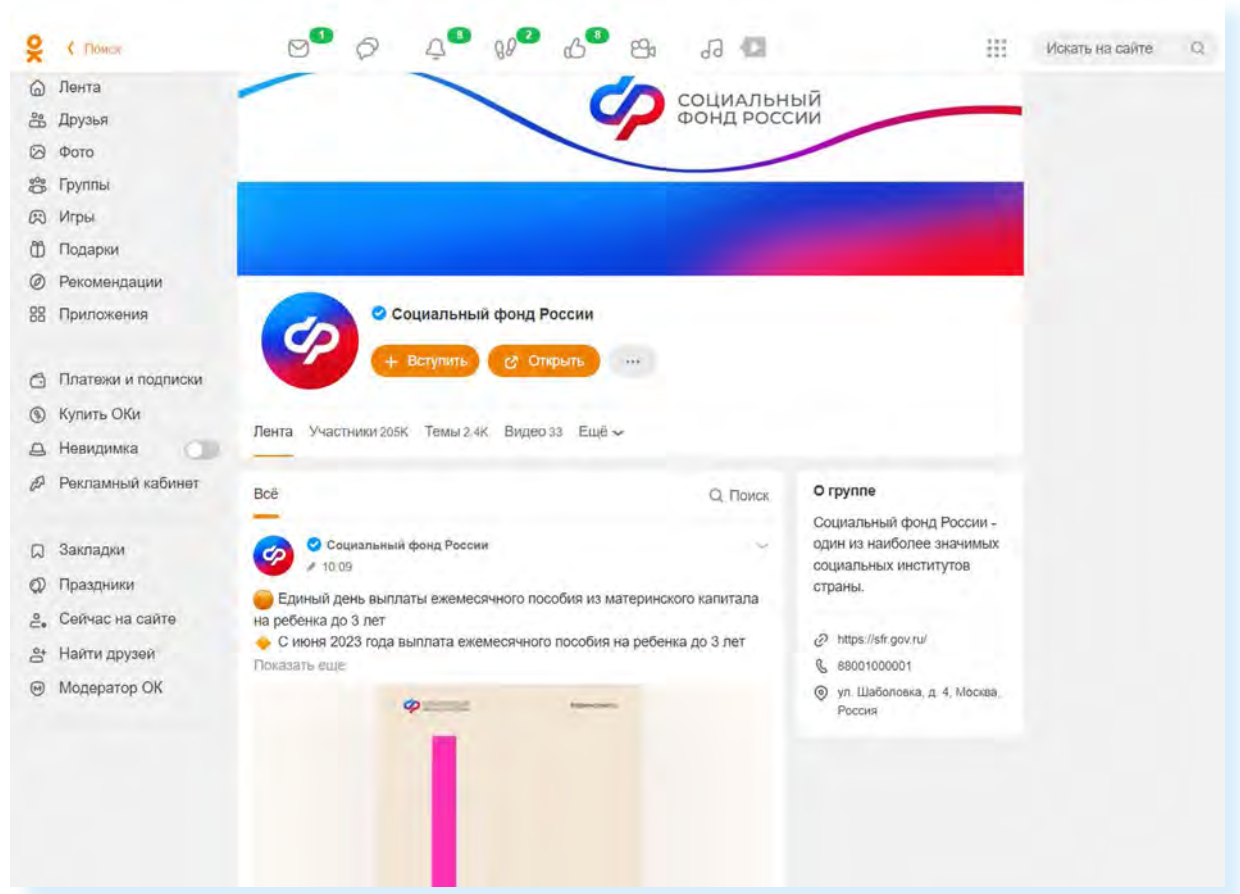 1 8 2 8
Поиск
Искать на сайте
Лента
Друзья
Фото
Группы
Игры
Подарки
Рекомендации
Приложения
Платежи и подписки
Купить ОКи
Невидимка
Рекламный кабинет
Закладки
Праздники
Сейчас на сайте
Найти друзей
Модератор ОК
СОЦИАЛЬНЫЙ
ФОНД РОССИИ
Социальный фонд России
+ Вступить
Открыть
...
Лента Участники 205K Темы 2.4K Видео 33 Ещё
Всё
Поиск
Социальный фонд России
10:09
Единый день выплаты ежемесячного пособия из материнского капитала
на ребенка до 3 лет
С июня 2023 года выплата ежемесячного пособия на ребенка до 3 лет
Показать еще
О группе
Социальный фонд России -
один из наиболее значимых
социальных институтов
страны.
https://sfr.gov.ru/
88001000001
ул. Шаболовка, д. 4, Москва,
Россия